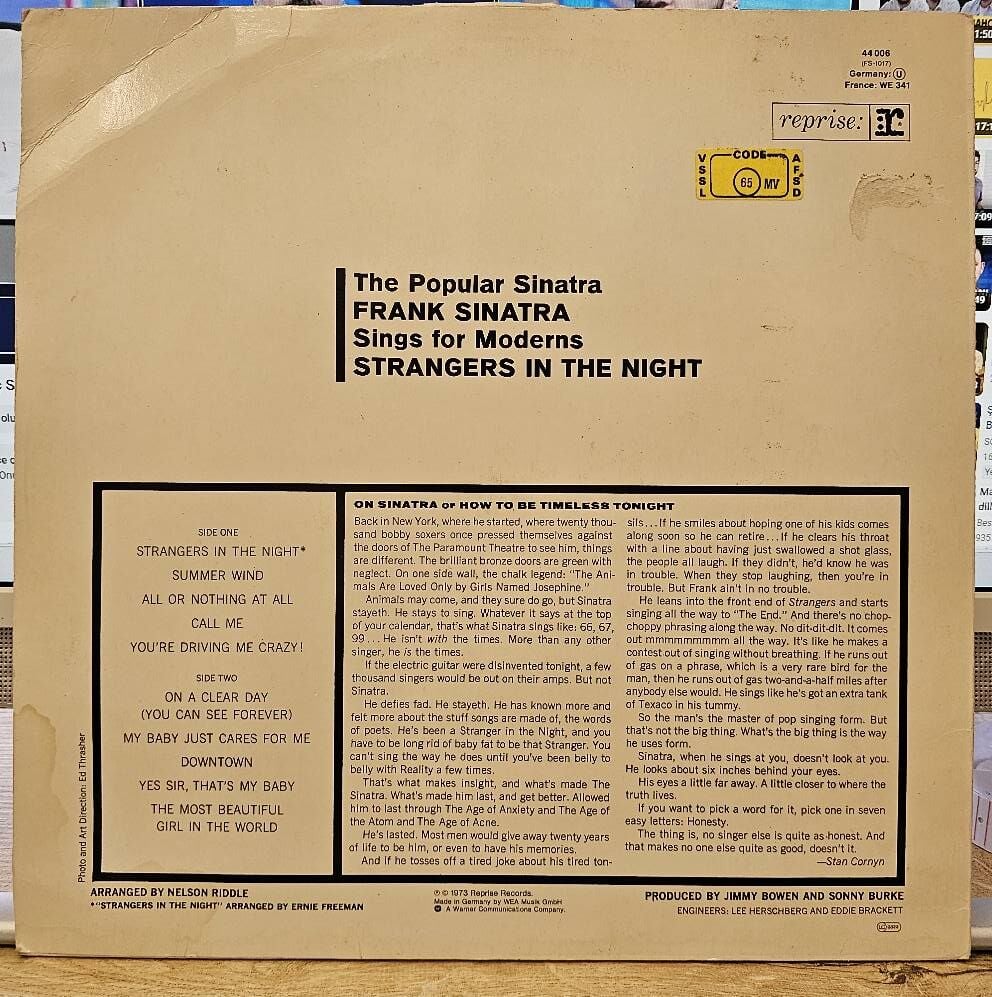 44 006
(FS-1017)
Germany: Ⓤ
France: WE 341
reprise:
CODE
VSSL
65 MV
AFSD
The Popular Sinatra
FRANK SINATRA
Sings for Moderns
STRANGERS IN THE NIGHT
SIDE ONE
STRANGERS IN THE NIGHT*
SUMMER WIND
ALL OR NOTHING AT ALL
CALL ME
YOU'RE DRIVING ME CRAZY!
SIDE TWO
ON A CLEAR DAY
(YOU CAN SEE FOREVER)
MY BABY JUST CARES FOR ME
DOWNTOWN
YES SIR, THAT'S MY BABY
THE MOST BEAUTIFUL
GIRL IN THE WORLD
ON SINATRA or HOW TO BE TIMELESS TONIGHT
Back in New York, where he started, where twenty thou-
sand bobby soxers once pressed themselves against
the doors of The Paramount Theatre to see him, things
are different. The brilliant bronze doors are green with
neglect. On one side wall, the chalk legend: "The Ani-
mals Are Loved Only by Girls Named Josephine."
Animals may come, and they sure do go, but Sinatra
stayeth. He stays to sing. Whatever it says at the top
of your calendar, that's what Sinatra sings like: 66, 67,
99... He isn't with the times. More than any other
singer, he is the times.
If the electric guitar were disinvented tonight, a few
thousand singers would be out on their amps. But not
Sinatra.
He defies fad. He stayeth. He has known more and
felt more about the stuff songs are made of, the words
of poets. He's been a Stranger in the Night, and you
have to be long rid of baby fat to be that Stranger. You
can't sing the way he does until you've been belly to
belly with Reality a few times.
That's what makes insight, and what's made The
Sinatra. What's made him last, and get better. Allowed
him to last through The Age of Anxiety and The Age of
the Atom and The Age of Acne.
He's lasted. Most men would give away twenty years
of life to be him, or even to have his memories.
And if he tosses off a tired joke about his tired ton-
sils... If he smiles about hoping one of his kids comes
along soon so he can retire... If he clears his throat
with a line about having just swallowed a shot glass,
the people all laugh. If they didn't, he'd know he was
in trouble. When they stop laughing, then you're in
trouble. But Frank ain't in no trouble.
He leans into the front end of Strangers and starts
singing all the way to "The End." And there's no chop-
choppy phrasing along the way. No dit-dit-dit. It comes
out mmmmmmmmm all the way. It's like he makes a
contest out of singing without breathing. If he runs out
of gas on a phrase, which is a very rare bird for the
man, then he runs out of gas two-and-a-half miles after
anybody else would. He sings like he's got an extra tank
of Texaco in his tummy.
So the man's the master of pop singing form. But
that's not the big thing. What's the big thing is the way
he uses form.
Sinatra, when he sings at you, doesn't look at you.
He looks about six inches behind your eyes.
His eyes a little far away. A little closer to where the
truth lives.
If you want to pick a word for it, pick one in seven
easy letters: Honesty.
The thing is, no singer else is quite as honest. And
that makes no one else quite as good, doesn't it.
—Stan Cornyn
Photo and Art Direction: Ed Thrasher
ARRANGED BY NELSON RIDDLE
*"STRANGERS IN THE NIGHT" ARRANGED BY ERNIE FREEMAN
℗ © 1973 Reprise Records.
Made in Germany by WEA Musik GmbH
A Warner Communications Company.
PRODUCED BY JIMMY BOWEN AND SONNY BURKE
ENGINEERS: LEE HERSCHBERG AND EDDIE BRACKETT